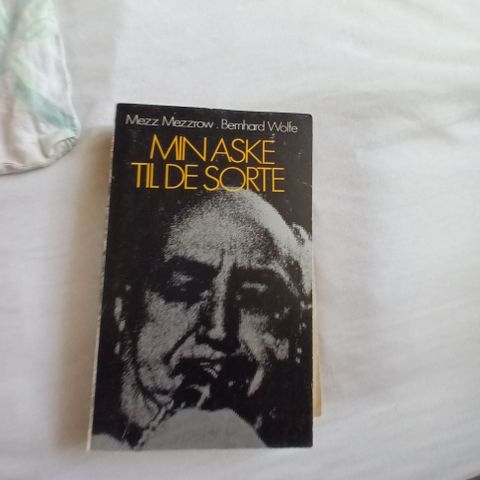 Mezz Mezzrow . Bernhard Wolfe
MIN ASKE
TIL DE SORTE